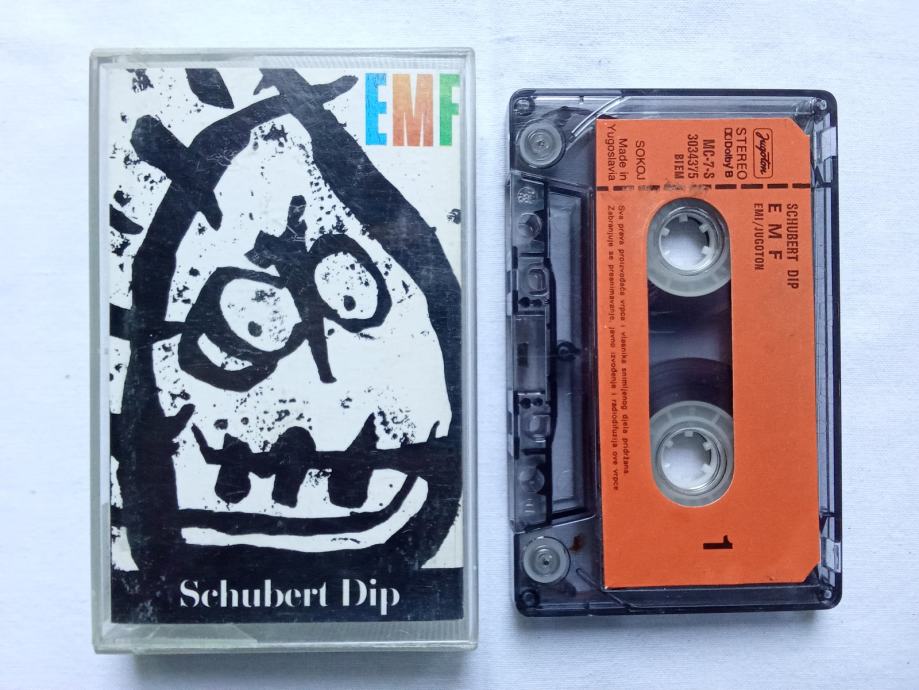 EMF
Schubert Dip
Jugoton
STEREO
Dolby B
MC-7-S
3034375
BIEM
SOKOJ
Made in
Yugoslavia
SCHUBERT DIP
EMF
EMI/JUGOTON
Sva prava proizvođača vrpce i vlasnika snimljenog djela pridržana.
Zabranjuje se presnimavanje, javno izvođenje i radiodifuzija ove vrpce
1